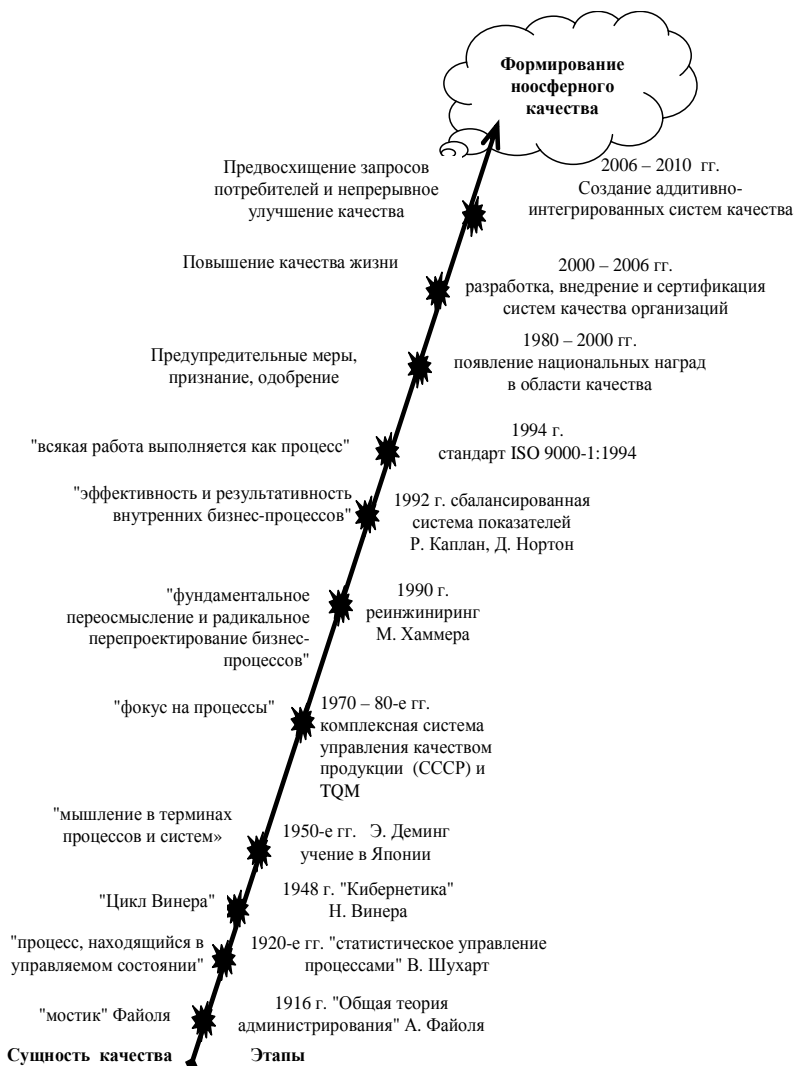 Формирование
ноосферного
качества
Предвосхищение запросов
потребителей и непрерывное
улучшение качества
2006 – 2010 гг.
Создание аддитивно-
интегрированных систем качества
Повышение качества жизни
2000 – 2006 гг.
разработка, внедрение и сертификация
систем качества организаций
Предупредительные меры,
признание, одобрение
1980 – 2000 гг.
появление национальных наград
в области качества
"всякая работа выполняется как процесс"
1994 г.
стандарт ISO 9000-1:1994
"эффективность и результативность
внутренних бизнес-процессов"
1992 г. сбалансированная
система показателей
Р. Каплан, Д. Нортон
"фундаментальное
переосмысление и радикальное
перепроектирование бизнес-
процессов"
1990 г.
реинжиниринг
М. Хаммера
"фокус на процессы"
1970 – 80-е гг.
комплексная система
управления качеством
продукции (СССР) и
TQM
"мышление в терминах
процессов и систем»
1950-е гг. Э. Деминг
учение в Японии
"Цикл Винера"
1948 г. "Кибернетика"
Н. Винера
"процесс, находящийся в
управляемом состоянии"
1920-е гг. "статистическое управление
процессами" В. Шухарт
"мостик" Файоля
1916 г. "Общая теория
администрирования" А. Файоля
Сущность качества Этапы